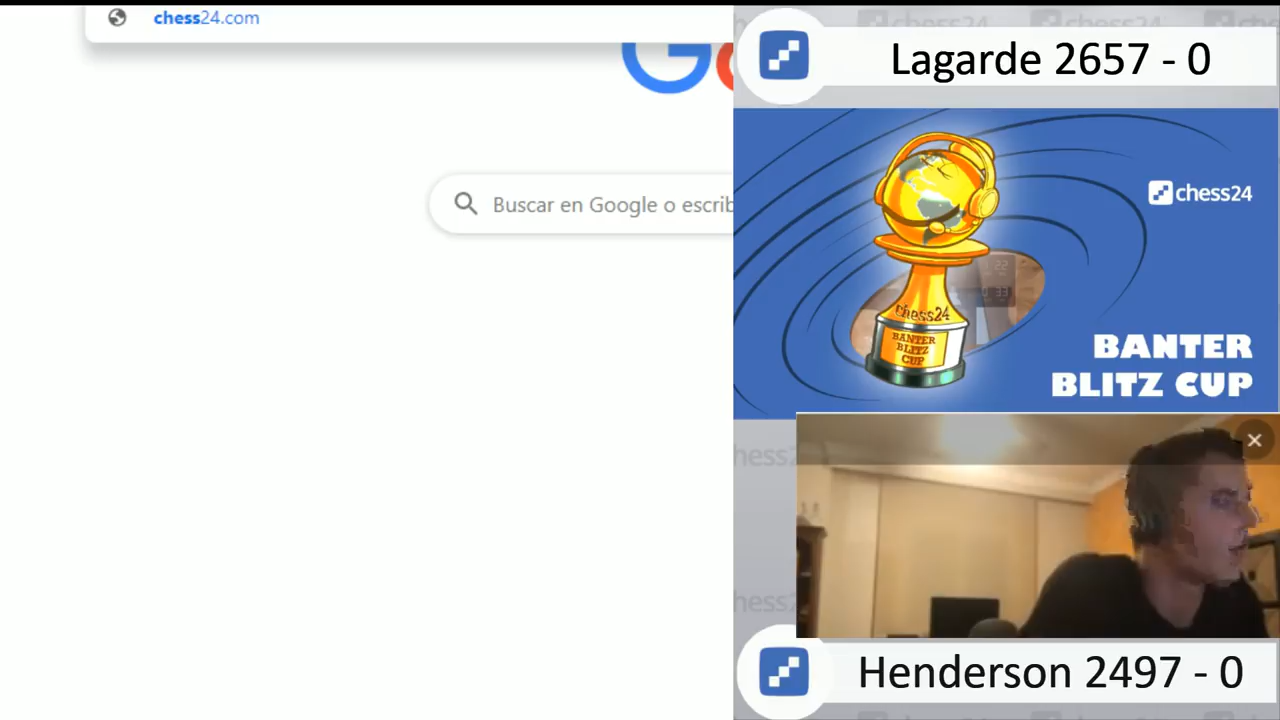 chess24.com
Lagarde 2657 - 0
Buscar en Google o escrib
chess24
chess24
BANTER
BLITZ
CUP
BANTER
BLITZ CUP
Henderson 2497 - 0